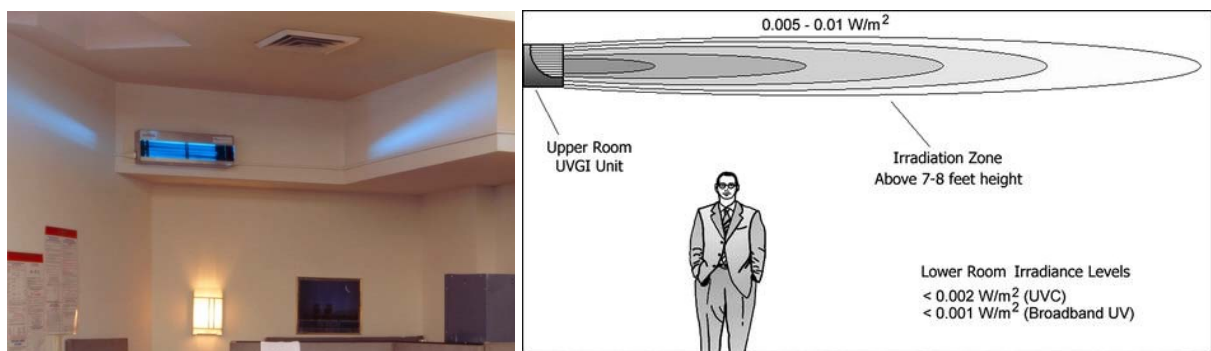 0.005 - 0.01 W/m²
Upper Room
UVGI Unit
Irradiation Zone
Above 7-8 feet height
Lower Room Irradiance Levels
< 0.002 W/m² (UVC)
< 0.001 W/m² (Broadband UV)